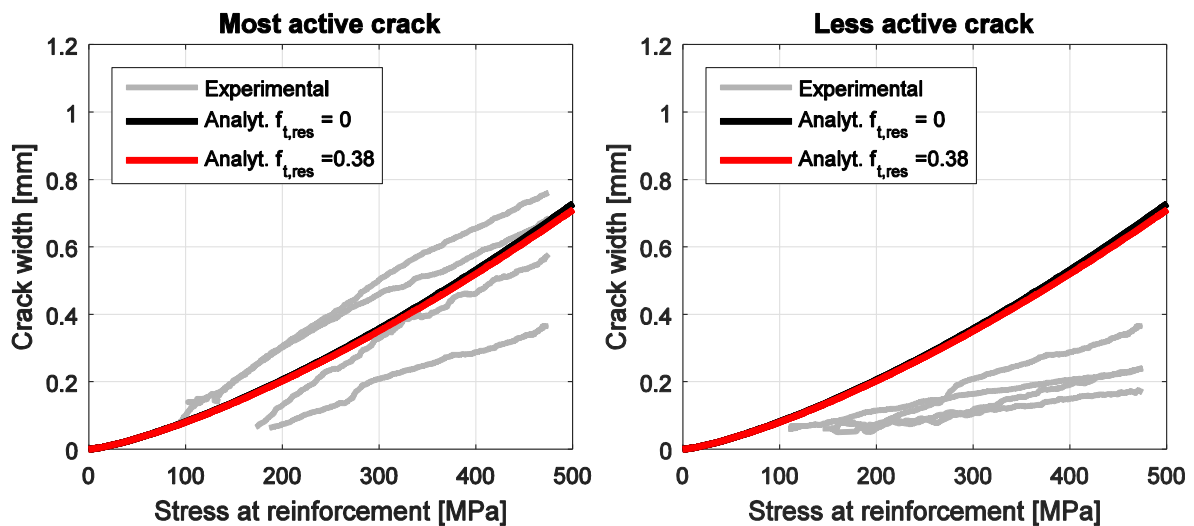 Most active crack
1.2
1
0.8
0.6
0.4
0.2
0
Crack width [mm]
Experimental
Analyt. f_t,res = 0
Analyt. f_t,res =0.38
0 100 200 300 400 500
Stress at reinforcement [MPa]
Less active crack
1.2
1
0.8
0.6
0.4
0.2
0
Crack width [mm]
Experimental
Analyt. f_t,res = 0
Analyt. f_t,res =0.38
0 100 200 300 400 500
Stress at reinforcement [MPa]